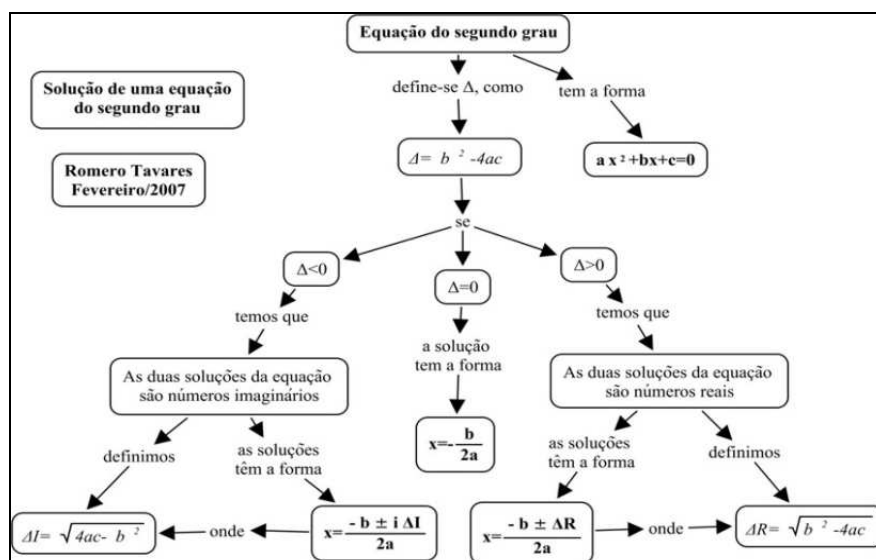 Equação do segundo grau
Solução de uma equação
do segundo grau
define-se Δ, como
tem a forma
Romero Tavares
Fevereiro/2007
Δ= b ² -4ac
a x ² +bx+c=0
se
Δ<0
Δ=0
Δ>0
temos que
a solução
tem a forma
temos que
As duas soluções da equação
são números imaginários
As duas soluções da equação
são números reais
x=- b
2a
definimos
as soluções
têm a forma
as soluções
têm a forma
definimos
ΔI= √4ac- b ²
onde
x= - b ± i ΔI
2a
x= - b ± ΔR
2a
onde
ΔR= √b ² -4ac